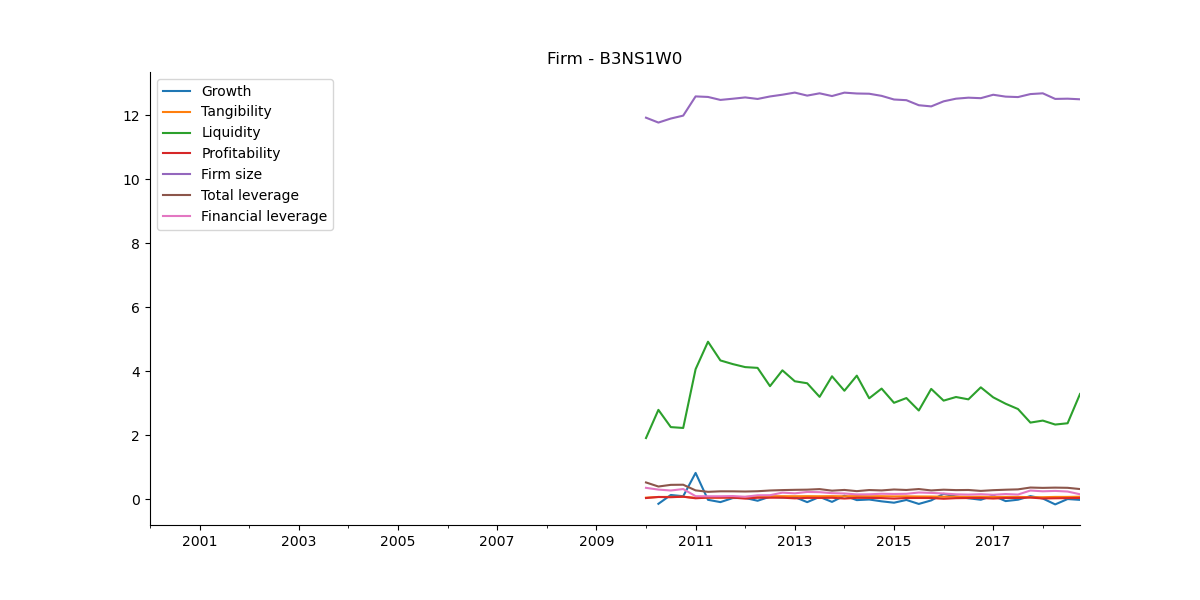 Firm - B3NS1W0
Growth
Tangibility
Liquidity
Profitability
Firm size
Total leverage
Financial leverage
12
10
8
6
4
2
0
2001 2003 2005 2007 2009 2011 2013 2015 2017